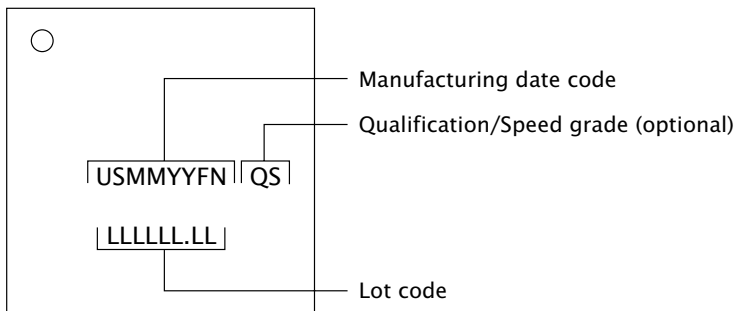 Manufacturing date code
Qualification/Speed grade (optional)
USMMYYFN QS
LLLLLL.LL
Lot code